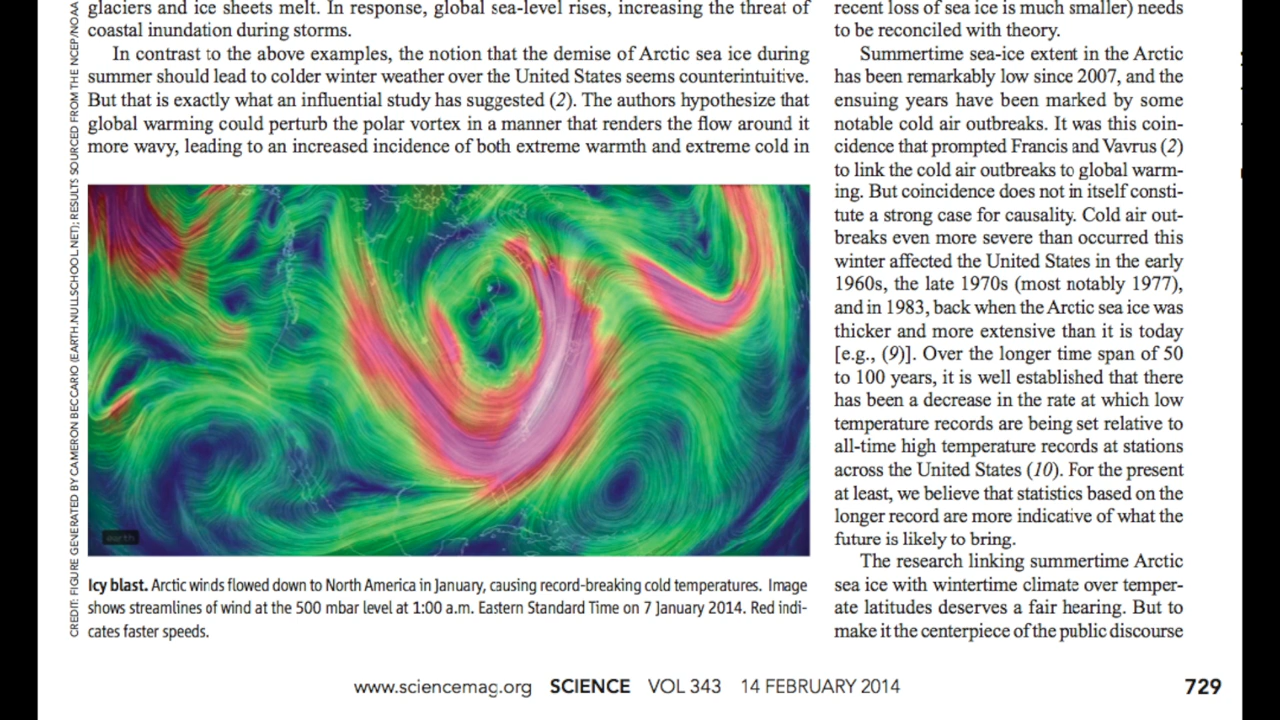 glaciers and ice sheets melt. In response, global sea-level rises, increasing the threat of
coastal inundation during storms.
In contrast to the above examples, the notion that the demise of Arctic sea ice during
summer should lead to colder winter weather over the United States seems counterintuitive.
But that is exactly what an influential study has suggested (2). The authors hypothesize that
global warming could perturb the polar vortex in a manner that renders the flow around it
more wavy, leading to an increased incidence of both extreme warmth and extreme cold in
CREDIT: FIGURE GENERATED BY CAMERON BECCARIO (EARTH.NULLSCHOOL.NET); RESULTS SOURCED FROM THE NCEP/NOAA
earth
Icy blast. Arctic winds flowed down to North America in January, causing record-breaking cold temperatures. Image
shows streamlines of wind at the 500 mbar level at 1:00 a.m. Eastern Standard Time on 7 January 2014. Red indi-
cates faster speeds.
recent loss of sea ice is much smaller) needs
to be reconciled with theory.
Summertime sea-ice extent in the Arctic
has been remarkably low since 2007, and the
ensuing years have been marked by some
notable cold air outbreaks. It was this coin-
cidence that prompted Francis and Vavrus (2)
to link the cold air outbreaks to global warm-
ing. But coincidence does not in itself consti-
tute a strong case for causality. Cold air out-
breaks even more severe than occurred this
winter affected the United States in the early
1960s, the late 1970s (most notably 1977),
and in 1983, back when the Arctic sea ice was
thicker and more extensive than it is today
[e.g., (9)]. Over the longer time span of 50
to 100 years, it is well established that there
has been a decrease in the rate at which low
temperature records are being set relative to
all-time high temperature records at stations
across the United States (10). For the present
at least, we believe that statistics based on the
longer record are more indicative of what the
future is likely to bring.
The research linking summertime Arctic
sea ice with wintertime climate over temper-
ate latitudes deserves a fair hearing. But to
make it the centerpiece of the public discourse
www.sciencemag.org SCIENCE VOL 343 14 FEBRUARY 2014
729